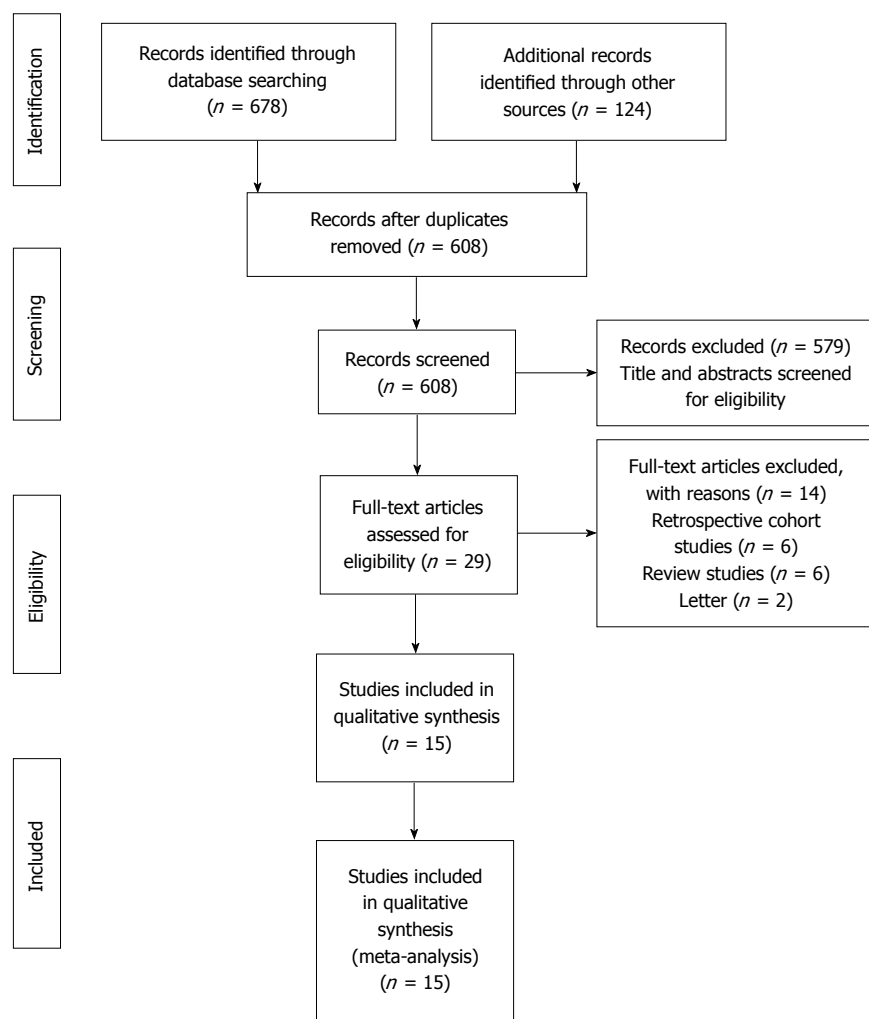 Identification
Records identified through
database searching
(n = 678)
Additional records
identified through other
sources (n = 124)
Records after duplicates
removed (n = 608)
Screening
Records screened
(n = 608)
Records excluded (n = 579)
Title and abstracts screened
for eligibility
Eligibility
Full-text articles
assessed for
eligibility (n = 29)
Full-text articles excluded,
with reasons (n = 14)
Retrospective cohort
studies (n = 6)
Review studies (n = 6)
Letter (n = 2)
Studies included in
qualitative synthesis
(n = 15)
Included
Studies included
in qualitative
synthesis
(meta-analysis)
(n = 15)